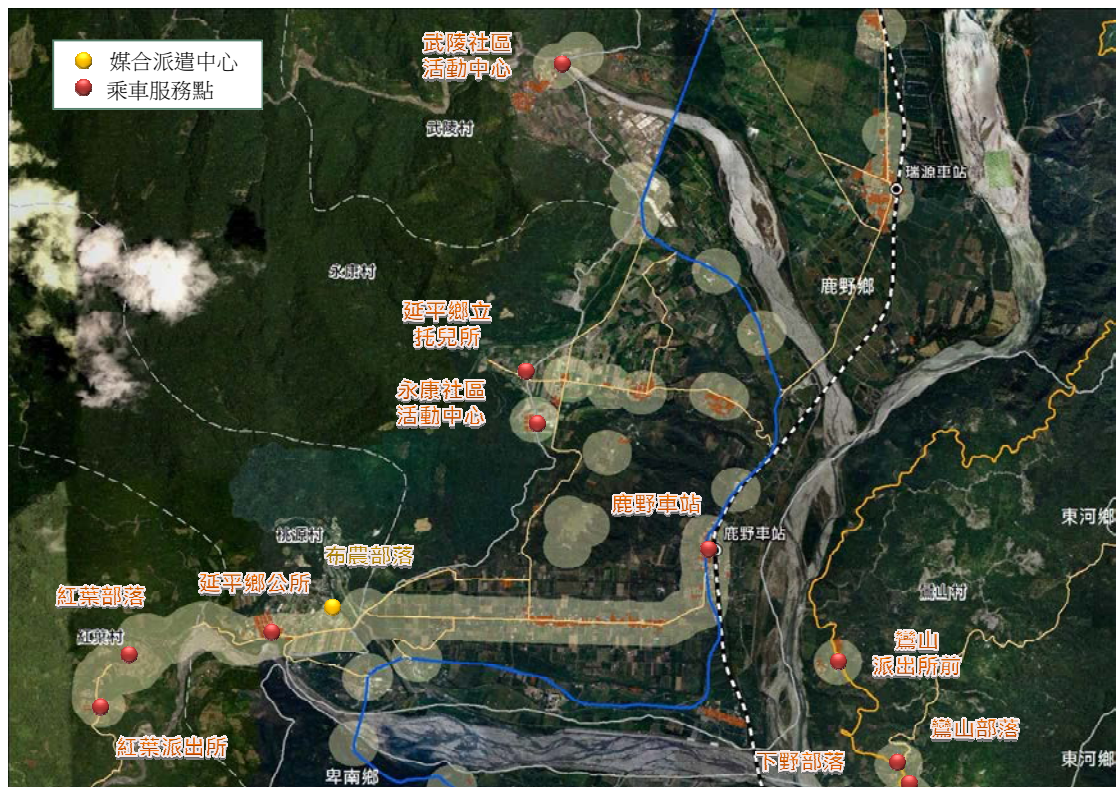 媒合派遣中心
乘車服務點
武陵社區
活動中心
武陵村
瑞源車站
永康村
鹿野鄉
延平鄉立
托兒所
永康社區
活動中心
鹿野車站
鹿野車站
東河鄉
桃源村
布農部落
延平鄉公所
紅葉部落
紅葉村
鸞山村
鸞山
派出所前
紅葉派出所
鸞山部落
下野部落
東河鄉
卑南鄉